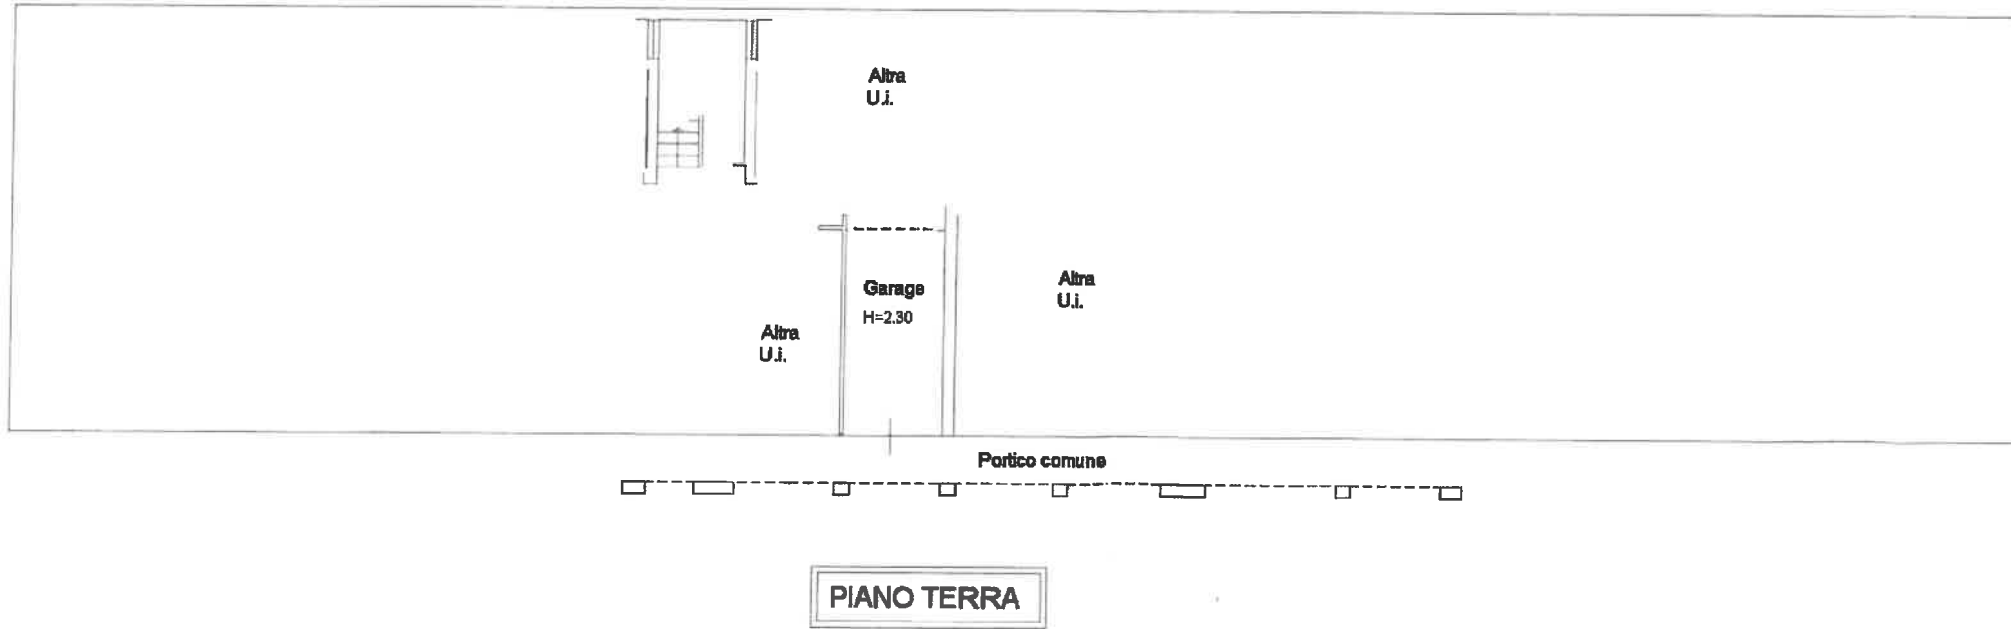 Altra
U.i.
Garage
H=2.30
Altra
U.i.
Altra
U.i.
Portico comune
PIANO TERRA